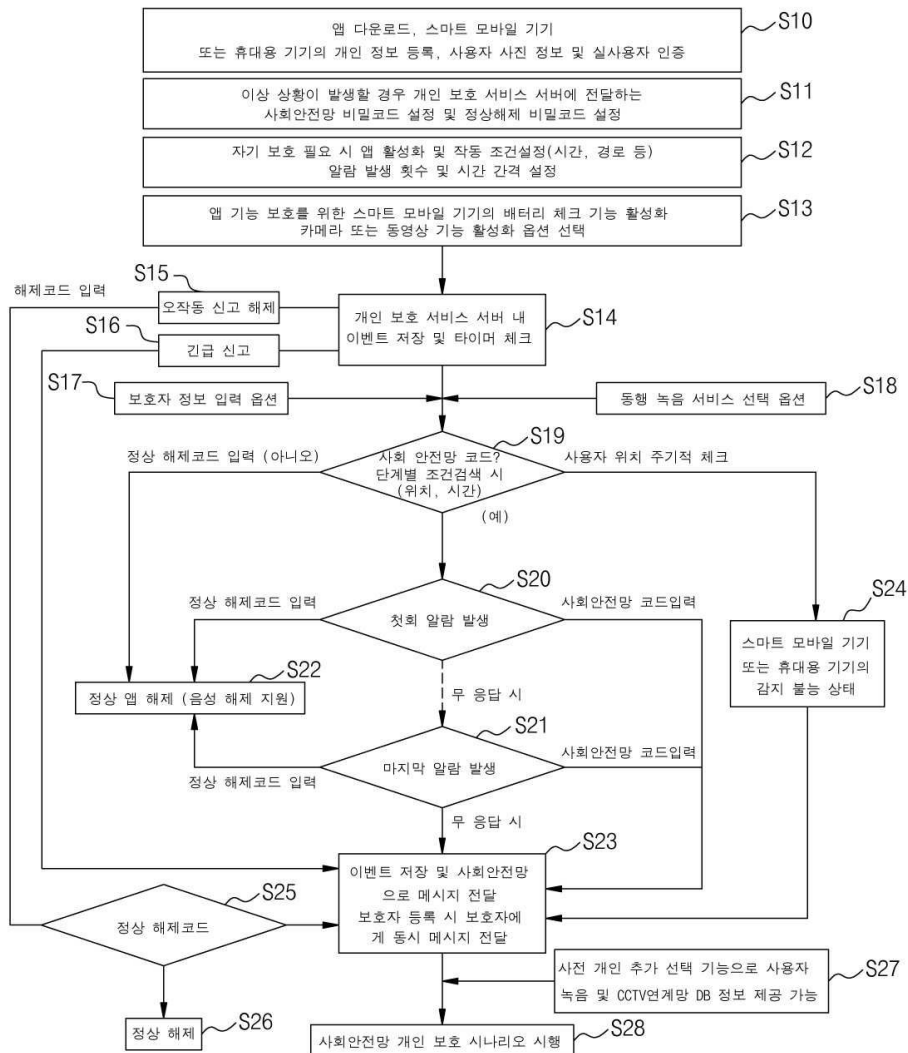 S10
앱 다운로드, 스마트 모바일 기기
또는 휴대용 기기의 개인 정보 등록, 사용자 사진 정보 및 실사용자 인증
S11
이상 상황이 발생할 경우 개인 보호 서비스 서버에 전달하는
사회안전망 비밀코드 설정 및 정상해제 비밀코드 설정
S12
자기 보호 필요 시 앱 활성화 및 작동 조건설정(시간, 경로 등)
알람 발생 횟수 및 시간 간격 설정
S13
앱 기능 보호를 위한 스마트 모바일 기기의 배터리 체크 기능 활성화
카메라 또는 동영상 기능 활성화 옵션 선택
해제코드 입력
S15
오작동 신고 해제
S16
긴급 신고
S14
개인 보호 서비스 서버 내
이벤트 저장 및 타이머 체크
S17
보호자 정보 입력 옵션
S18
동행 녹음 서비스 선택 옵션
S19
정상 해제코드 입력 (아니오)
사회 안전망 코드?
단계별 조건검색 시
(위치, 시간)
사용자 위치 주기적 체크
(예)
S20
정상 해제코드 입력
첫회 알람 발생
사회안전망 코드입력
S24
스마트 모바일 기기
또는 휴대용 기기의
감지 불능 상태
S22
정상 앱 해제 (음성 해제 지원)
무 응답 시
S21
정상 해제코드 입력
마지막 알람 발생
사회안전망 코드입력
무 응답 시
S23
이벤트 저장 및 사회안전망
으로 메시지 전달
보호자 등록 시 보호자에
게 동시 메시지 전달
S25
정상 해제코드
S26
정상 해제
S27
사전 개인 추가 선택 기능으로 사용자
녹음 및 CCTV연계망 DB 정보 제공 가능
S28
사회안전망 개인 보호 시나리오 시행